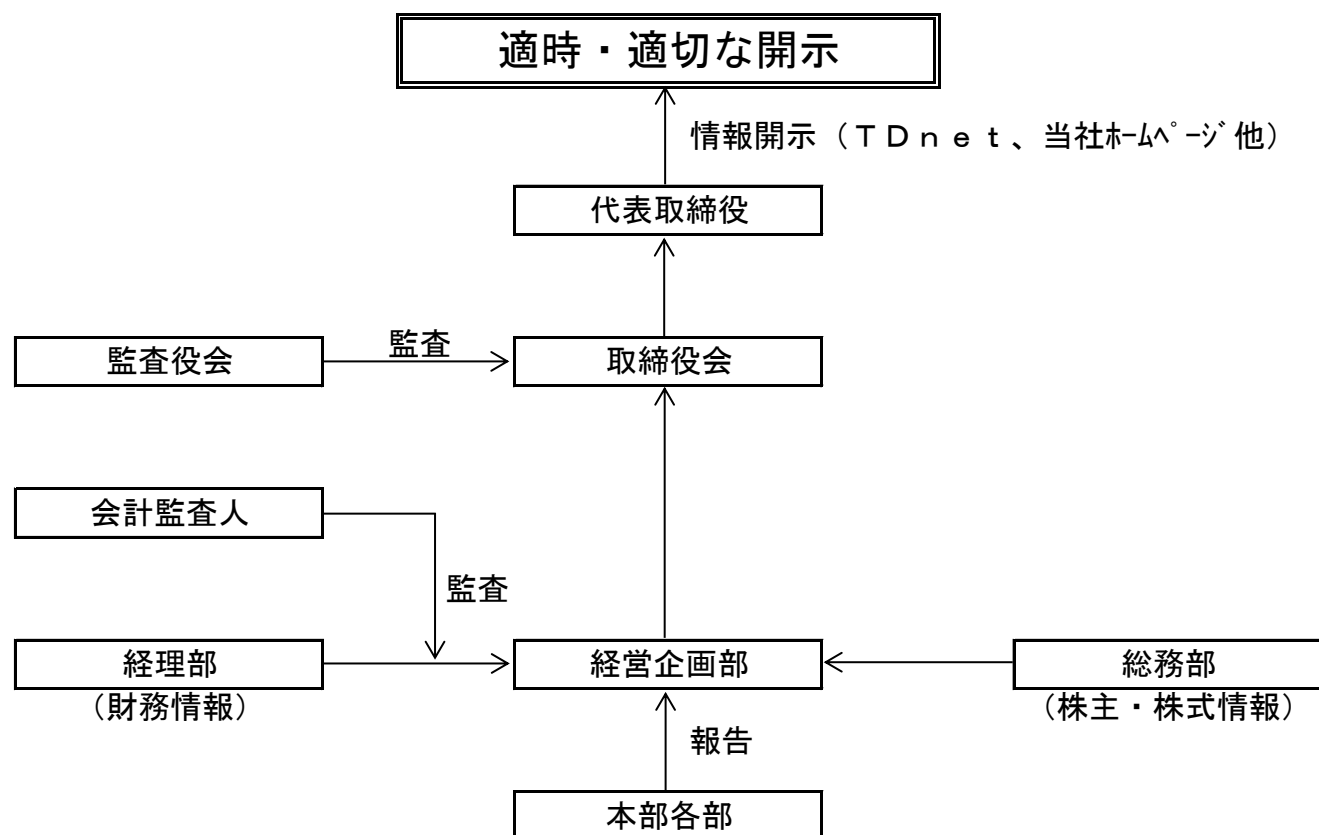 適時・適切な開示
情報開示（ＴＤｎｅｔ、当社ﾎｰﾑﾍﾟｰｼﾞ他）
代表取締役
監査役会
監査
取締役会
会計監査人
監査
経理部
（財務情報）
経営企画部
総務部
（株主・株式情報）
報告
本部各部